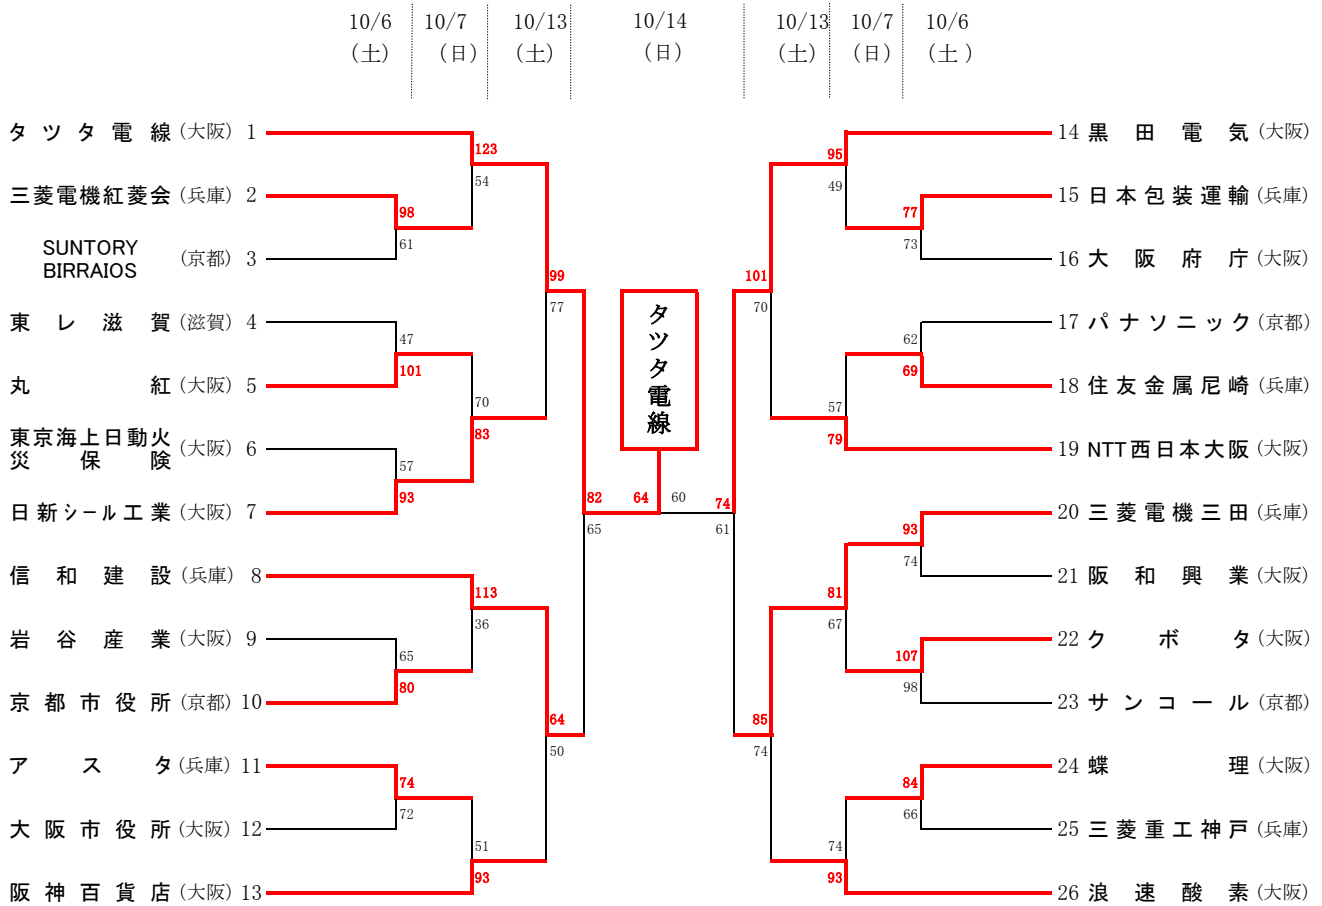 10/6 10/7 10/13 10/14 10/13 10/7 10/6
(土) (日) (土) (日) (土) (日) (土)
タツタ電線 (大阪) 1
123
54
三菱電機紅菱会 (兵庫) 2
98
61
SUNTORY
BIRRAIOS
(京都) 3
99
77
東レ滋賀 (滋賀) 4
47
101
丸紅 (大阪) 5
70
83
東京海上日動火
災保険
(大阪) 6
57
93
日新シール工業 (大阪) 7
82
65
信和建設 (兵庫) 8
113
36
岩谷産業 (大阪) 9
65
80
京都市役所 (京都) 10
64
50
アスタ (兵庫) 11
74
72
大阪市役所 (大阪) 12
51
93
阪神百貨店 (大阪) 13
タツタ電線
64 60
14 黒田電気 (大阪)
95
49
15 日本包装運輸 (兵庫)
77
73
16 大阪府庁 (大阪)
101
70
17 パナソニック (京都)
62
69
18 住友金属尼崎 (兵庫)
57
79
19 NTT西日本大阪 (大阪)
74
61
20 三菱電機三田 (兵庫)
93
74
21 阪和興業 (大阪)
81
67
22 クボタ (大阪)
107
98
23 サンコール (京都)
85
74
24 蝶理 (大阪)
84
66
25 三菱重工神戸 (兵庫)
74
93
26 浪速酸素 (大阪)